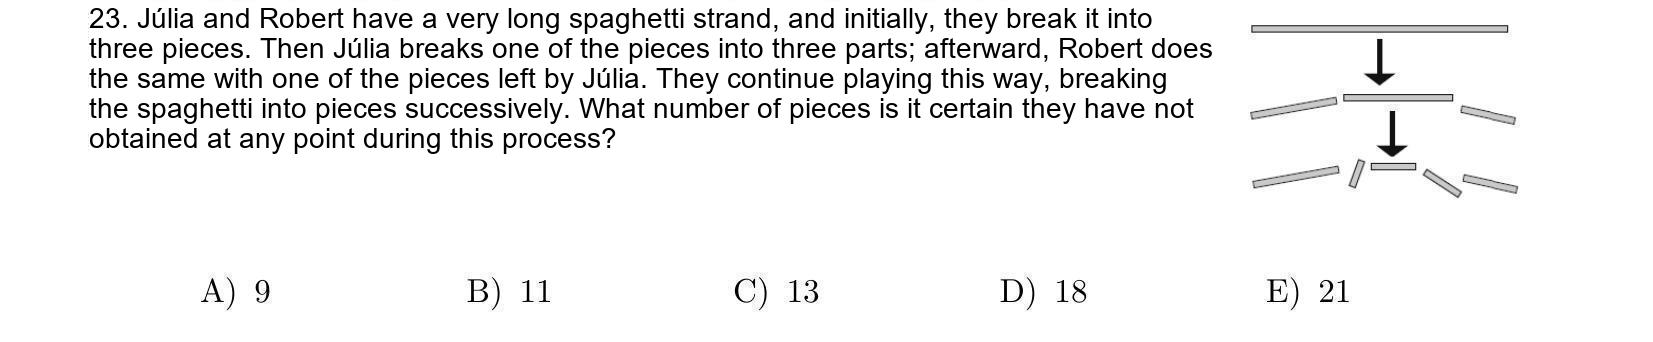 23. Júlia and Robert have a very long spaghetti strand, and initially, they break it into
three pieces. Then Júlia breaks one of the pieces into three parts; afterward, Robert does
the same with one of the pieces left by Júlia. They continue playing this way, breaking
the spaghetti into pieces successively. What number of pieces is it certain they have not
obtained at any point during this process?
A) 9 B) 11 C) 13 D) 18 E) 21